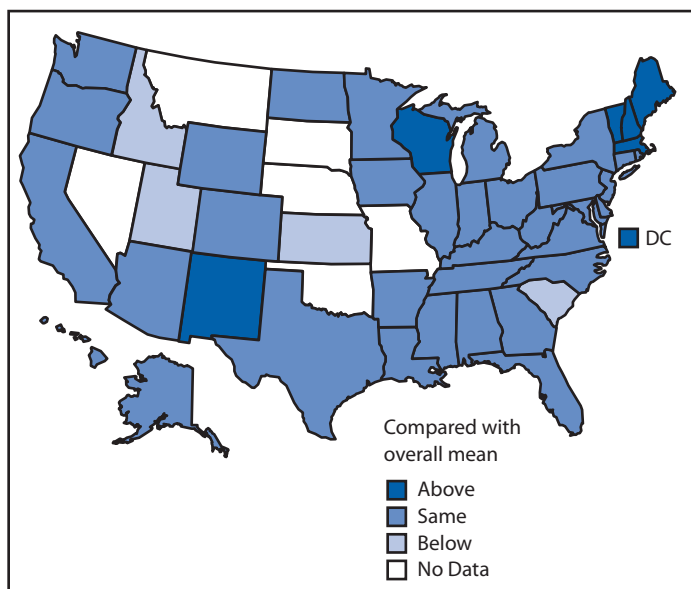 DC
Compared with
overall mean
Above
Same
Below
No Data